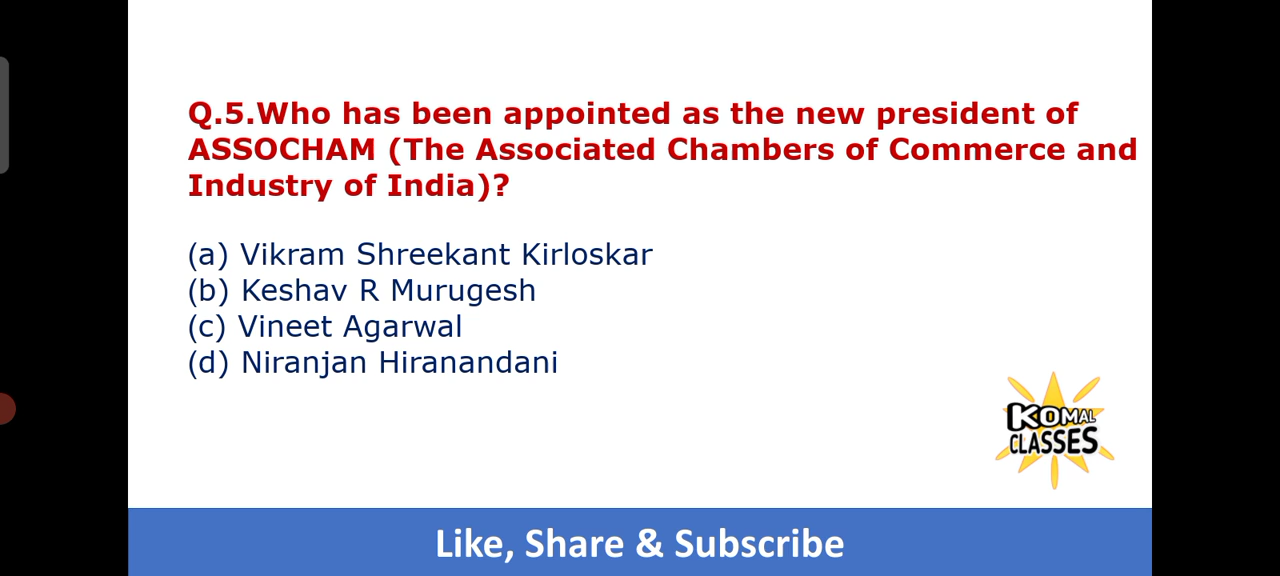 Q.5.Who has been appointed as the new president of
ASSOCHAM (The Associated Chambers of Commerce and
Industry of India)?
(a) Vikram Shreekant Kirloskar
(b) Keshav R Murugesh
(c) Vineet Agarwal
(d) Niranjan Hiranandani
KOMAL
CLASSES
Like, Share & Subscribe